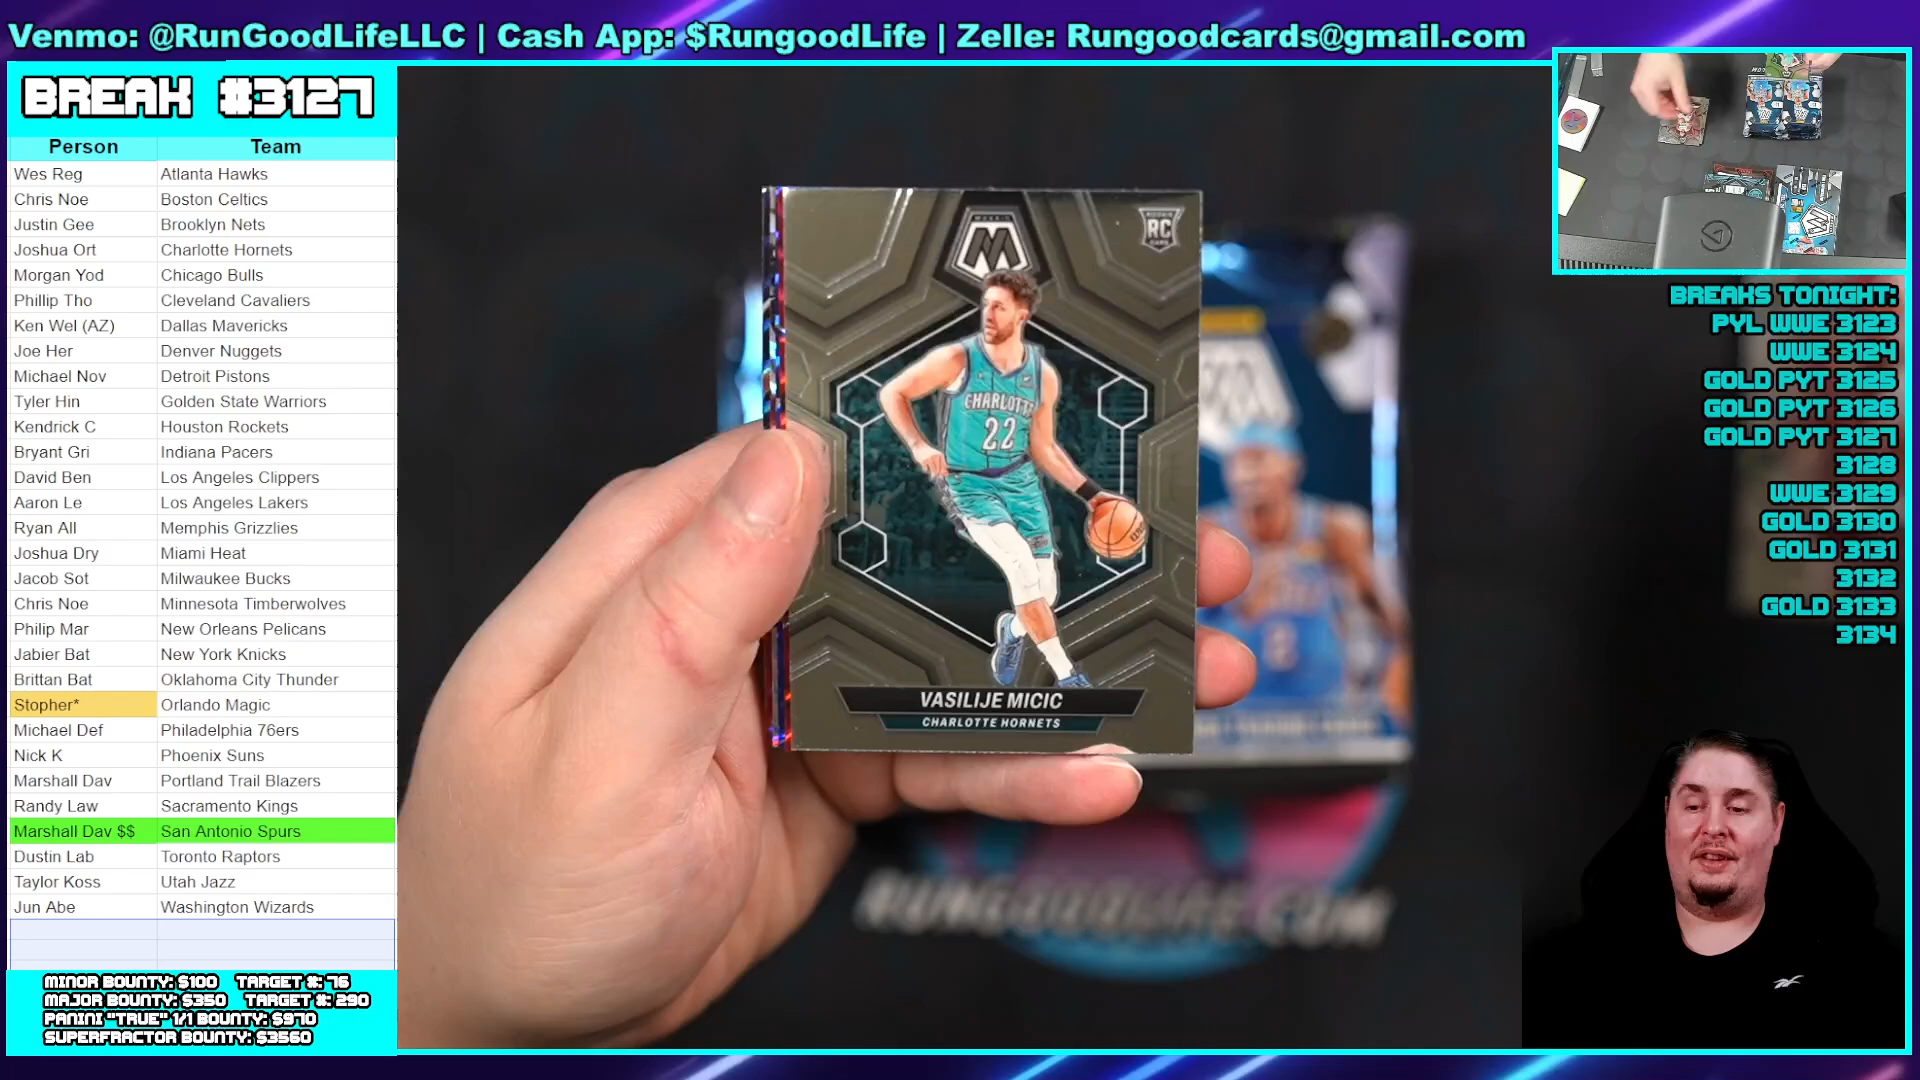 Venmo: @RunGoodLifeLLC | Cash App: $RungoodLife | Zelle: Rungoodcards@gmail.com
BREAK #3127
Person Team
Wes Reg Atlanta Hawks
Chris Noe Boston Celtics
Justin Gee Brooklyn Nets
Joshua Ort Charlotte Hornets
Morgan Yod Chicago Bulls
Phillip Tho Cleveland Cavaliers
Ken Wel (AZ) Dallas Mavericks
Joe Her Denver Nuggets
Michael Nov Detroit Pistons
Tyler Hin Golden State Warriors
Kendrick C Houston Rockets
Bryant Gri Indiana Pacers
David Ben Los Angeles Clippers
Aaron Le Los Angeles Lakers
Ryan All Memphis Grizzlies
Joshua Dry Miami Heat
Jacob Sot Milwaukee Bucks
Chris Noe Minnesota Timberwolves
Philip Mar New Orleans Pelicans
Jabier Bat New York Knicks
Brittan Bat Oklahoma City Thunder
Stopher* Orlando Magic
Michael Def Philadelphia 76ers
Nick K Phoenix Suns
Marshall Dav Portland Trail Blazers
Randy Law Sacramento Kings
Marshall Dav $$ San Antonio Spurs
Dustin Lab Toronto Raptors
Taylor Koss Utah Jazz
Jun Abe Washington Wizards
MINOR BOUNTY: $100 TARGET #: 76
MAJOR BOUNTY: $350 TARGET #: 290
PANINI "TRUE" 1/1 BOUNTY: $970
SUPERFRACTOR BOUNTY: $3560
MOSAIC
M
ROOKIE
RC
CARD
CHARLOTTE
22
VASILIJE MICIC
CHARLOTTE HORNETS
2
RUNGOODLIFE.COM
BREAKS TONIGHT:
PYL WWE 3123
WWE 3124
GOLD PYT 3125
GOLD PYT 3126
GOLD PYT 3127
3128
WWE 3129
GOLD 3130
GOLD 3131
3132
GOLD 3133
3134